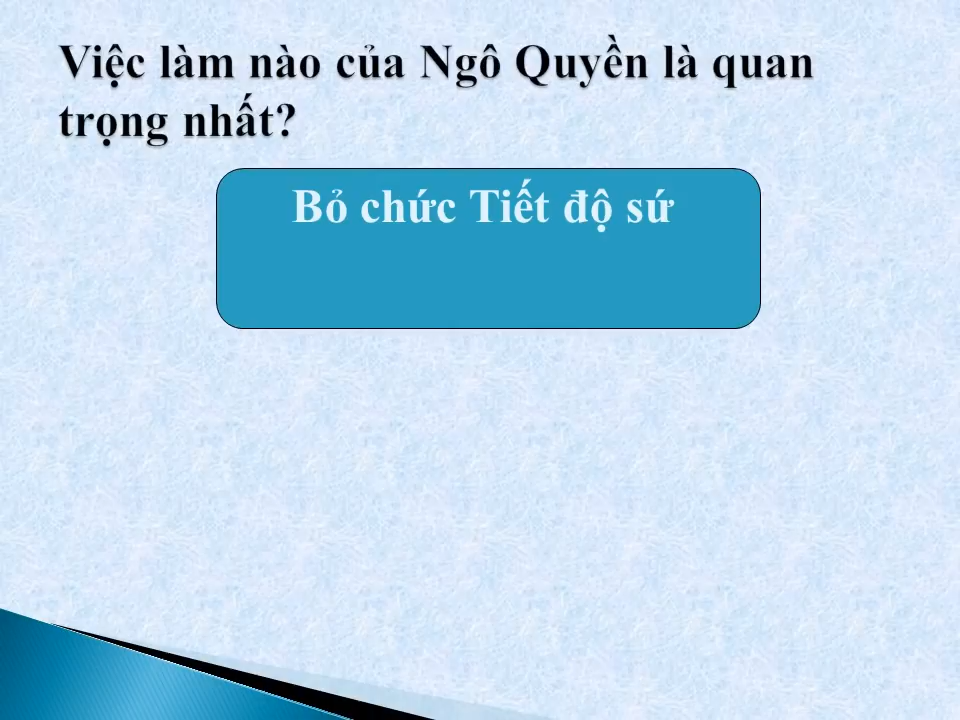 Việc làm nào của Ngô Quyền là quan
trọng nhất?
Bỏ chức Tiết độ sứ